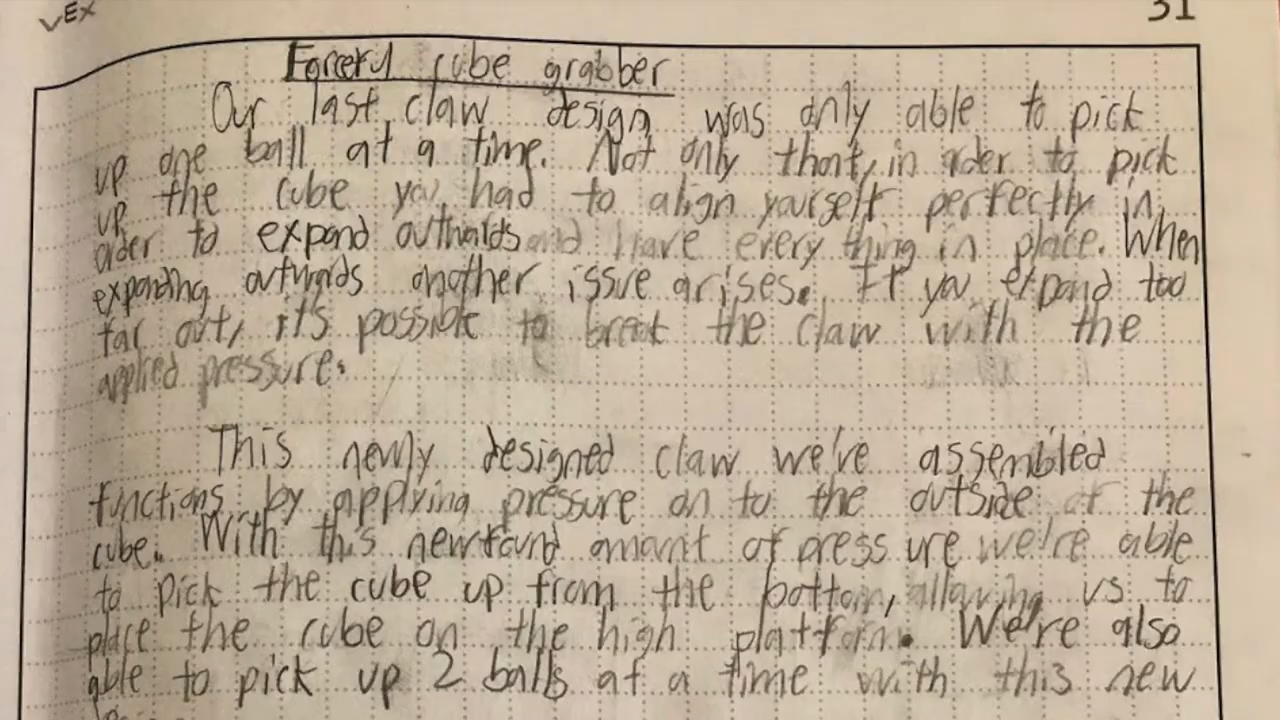 VEX
31
cube grabber
Our last claw design was only able to pick
up one ball at a time. Not only that, in order to pick
up the cube you had to align yourself perfectly in
order to expand outwards and have every thing in place. When
expanding outwards another issue arises. If you expand too
far out, it's possible to break the claw with the
applied pressure.
This newly designed claw we've assembled
functions by applying pressure on to the outside of the
cube. With this newfound amount of pressure we're able
to pick the cube up from the bottom, allowing us to
place the cube on the high platform. We're also
able to pick up 2 balls at a time with this new